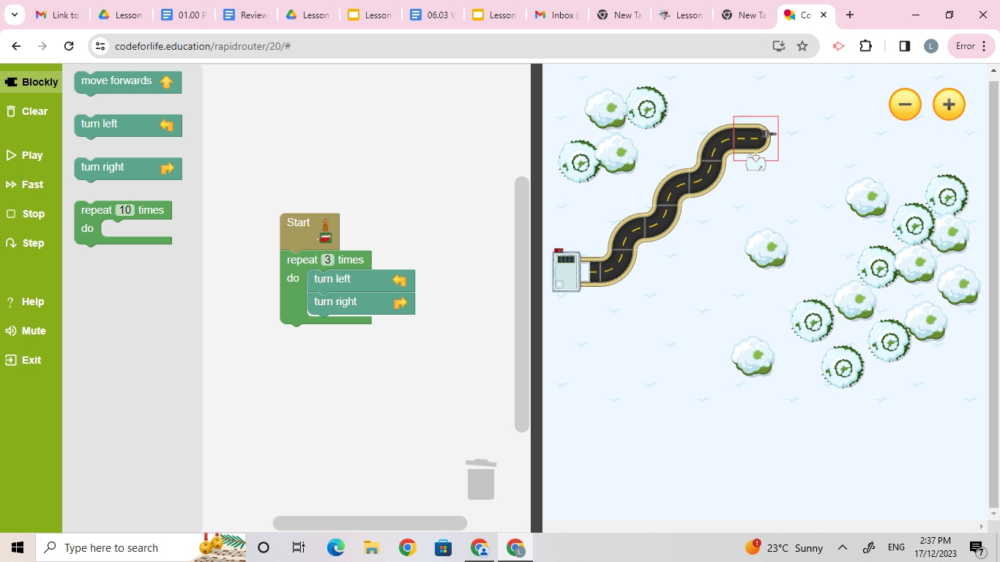 Link to
Lesson
01.00 P
Review
Lesson
Lesson
06.03 V
Lesson
Inbox (
New Ta
Lesson
New Ta
Co
codeforlife.education/rapidrouter/20/#
L
Error
Blockly
Clear
Play
Fast
Stop
Step
Help
Mute
Exit
move forwards
turn left
turn right
repeat 10 times
do
Start
repeat 3 times
do
turn left
turn right
Type here to search
L
1
23°C Sunny
ENG
2:37 PM
17/12/2023
7